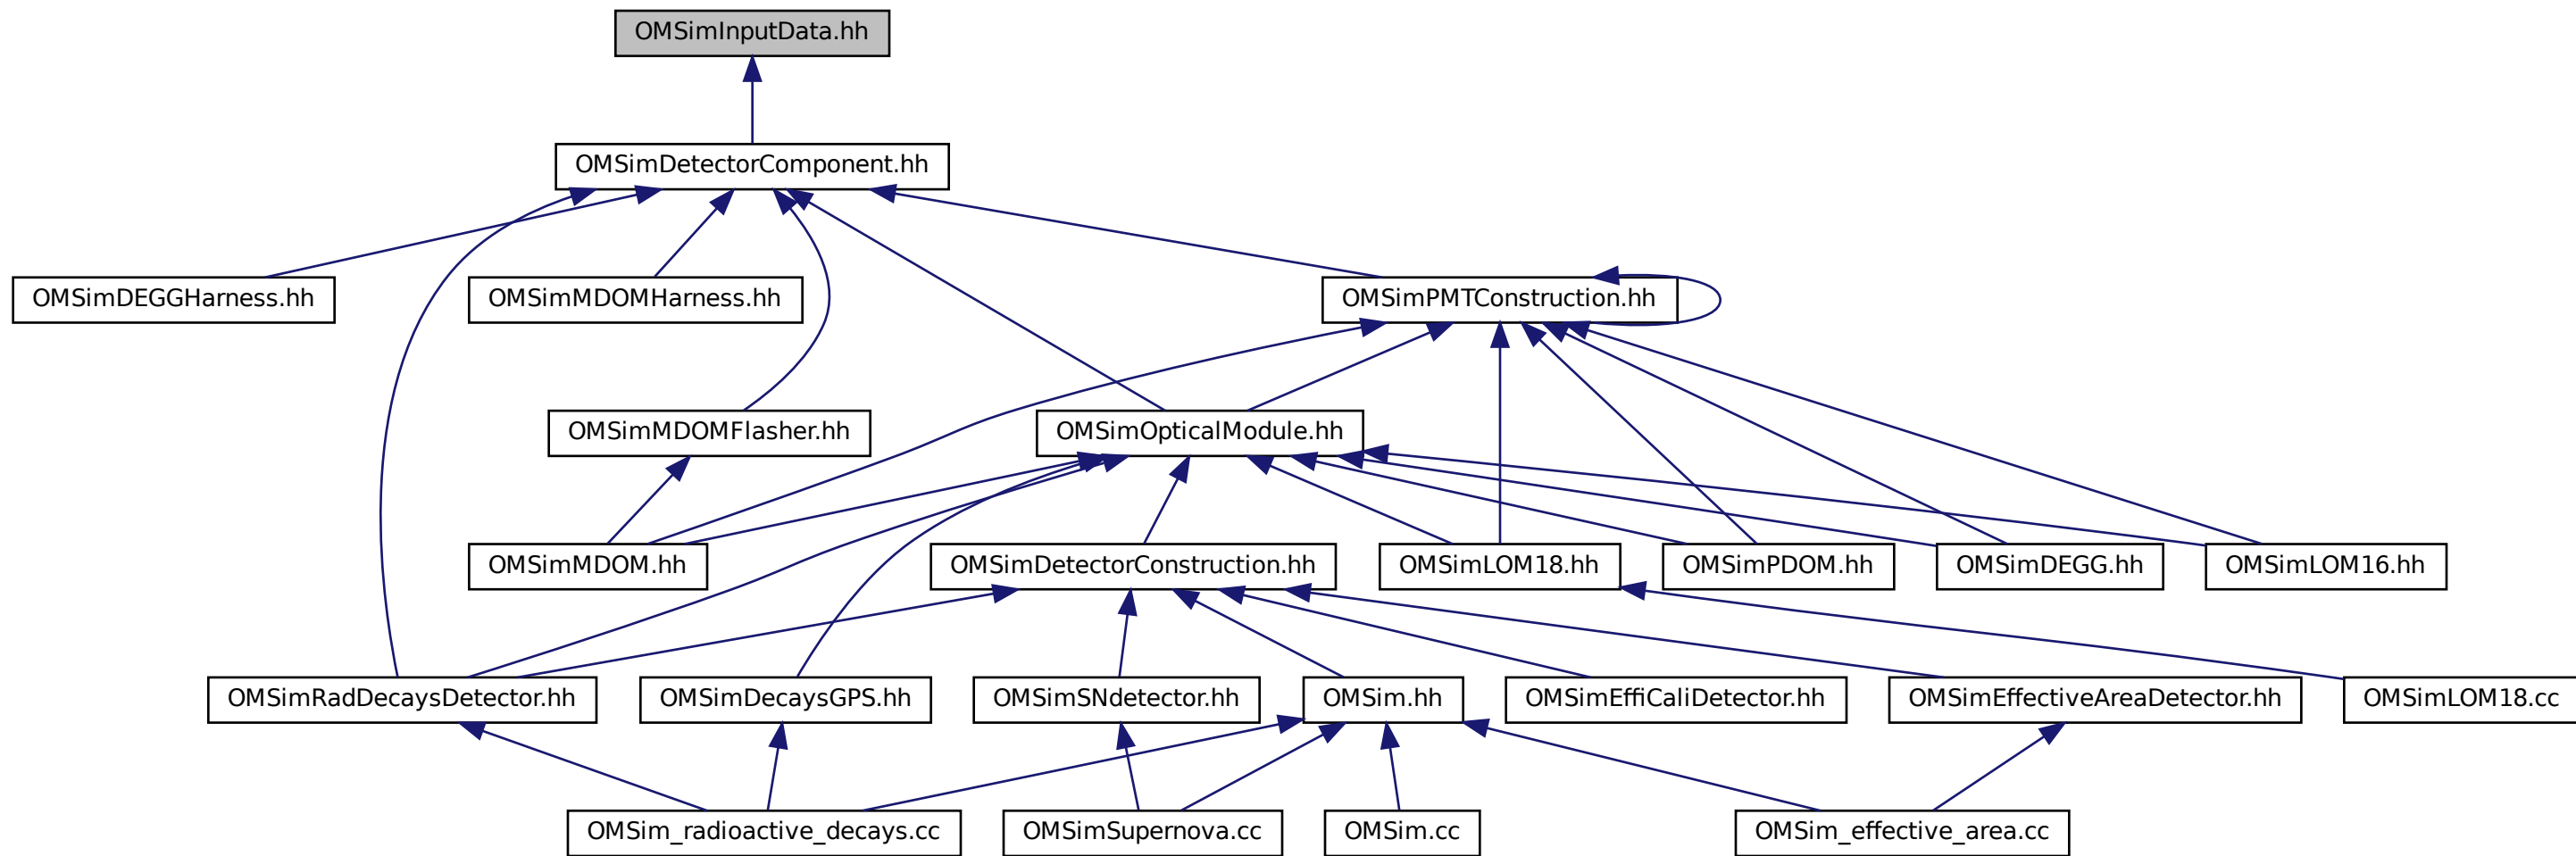 OMSimInputData.hh
OMSimDetectorComponent.hh
OMSimDEGGHarness.hh
OMSimMDOMHarness.hh
OMSimPMTConstruction.hh
OMSimMDOMFlasher.hh
OMSimOpticalModule.hh
OMSimMDOM.hh
OMSimDetectorConstruction.hh
OMSimLOM18.hh
OMSimPDOM.hh
OMSimDEGG.hh
OMSimLOM16.hh
OMSimRadDecaysDetector.hh
OMSimDecaysGPS.hh
OMSimSNdetector.hh
OMSim.hh
OMSimEffiCaliDetector.hh
OMSimEffectiveAreaDetector.hh
OMSimLOM18.cc
OMSim_radioactive_decays.cc
OMSimSupernova.cc
OMSim.cc
OMSim_effective_area.cc